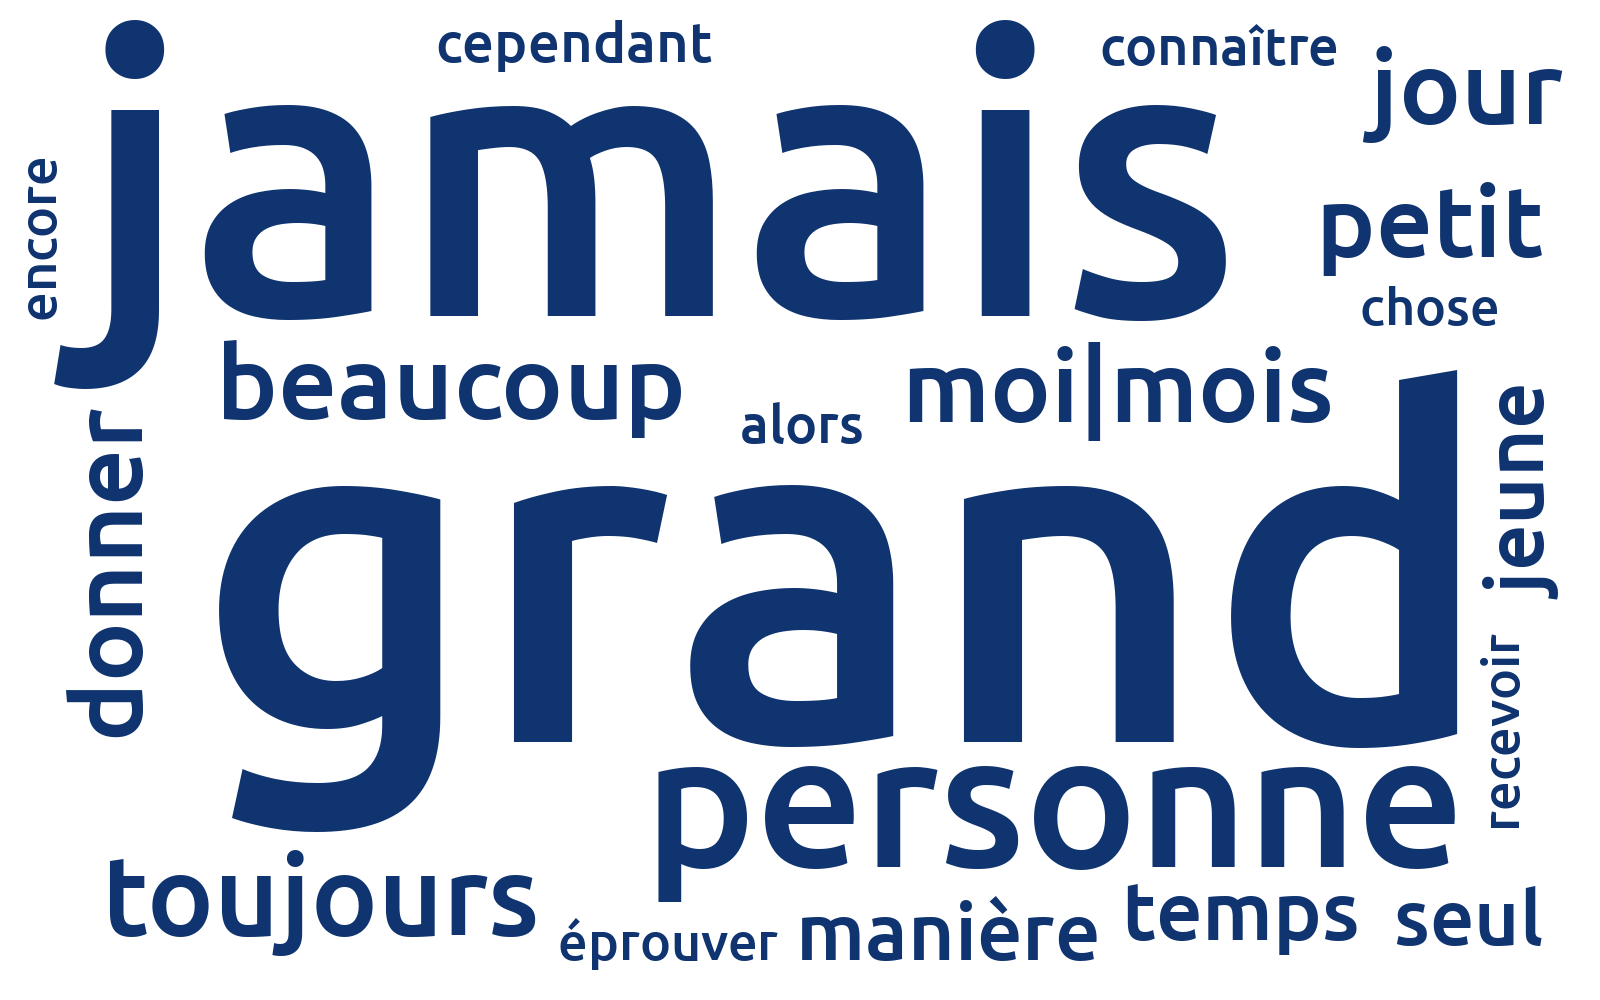 cependant
connaître
jour
jamais
encore
petit
chose
beaucoup
moi|mois
alors
donner
grand
jeune
recevoir
personne
toujours
éprouver
manière
temps
seul